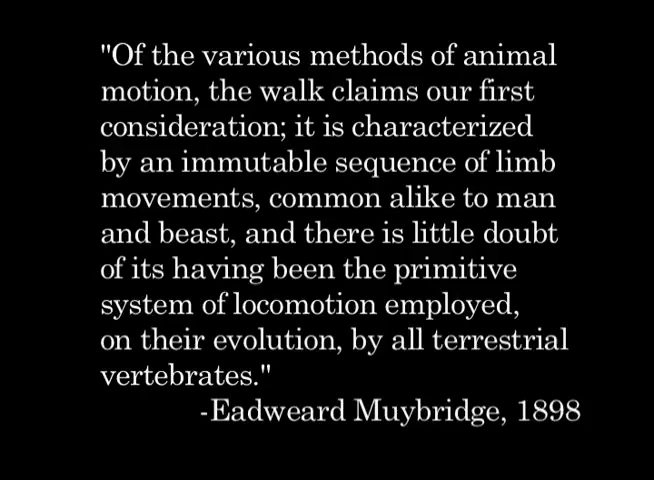 "Of the various methods of animal
motion, the walk claims our first
consideration; it is characterized
by an immutable sequence of limb
movements, common alike to man
and beast, and there is little doubt
of its having been the primitive
system of locomotion employed,
on their evolution, by all terrestrial
vertebrates."
-Eadweard Muybridge, 1898